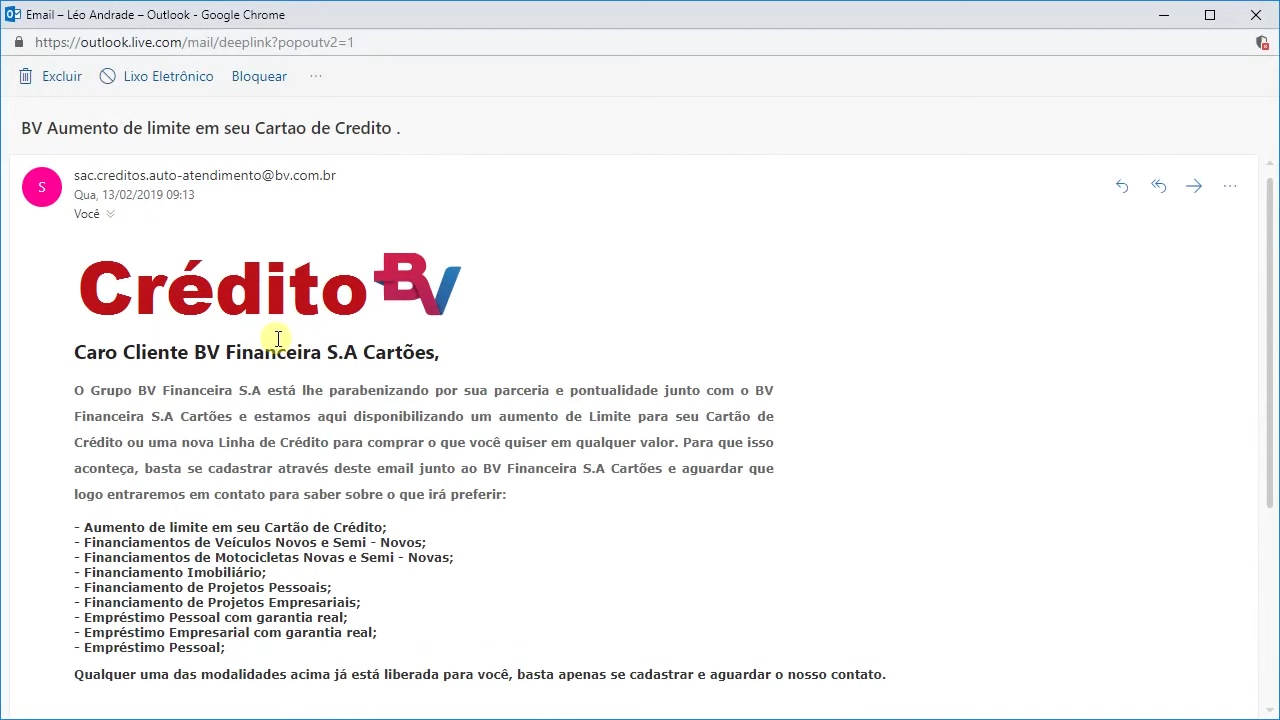 Email – Léo Andrade – Outlook - Google Chrome
https://outlook.live.com/mail/deeplink?popoutv2=1
Excluir Lixo Eletrônico Bloquear ...
BV Aumento de limite em seu Cartao de Credito .
S
sac.creditos.auto-atendimento@bv.com.br
Qua, 13/02/2019 09:13
Você
Crédito BV
Caro Cliente BV Financeira S.A Cartões,
O Grupo BV Financeira S.A está lhe parabenizando por sua parceria e pontualidade junto com o BV
Financeira S.A Cartões e estamos aqui disponibilizando um aumento de Limite para seu Cartão de
Crédito ou uma nova Linha de Crédito para comprar o que você quiser em qualquer valor. Para que isso
aconteça, basta se cadastrar através deste email junto ao BV Financeira S.A Cartões e aguardar que
logo entraremos em contato para saber sobre o que irá preferir:
- Aumento de limite em seu Cartão de Crédito;
- Financiamentos de Veículos Novos e Semi - Novos;
- Financiamentos de Motocicletas Novas e Semi - Novas;
- Financiamento Imobiliário;
- Financiamento de Projetos Pessoais;
- Financiamento de Projetos Empresariais;
- Empréstimo Pessoal com garantia real;
- Empréstimo Empresarial com garantia real;
- Empréstimo Pessoal;
Qualquer uma das modalidades acima já está liberada para você, basta apenas se cadastrar e aguardar o nosso contato.